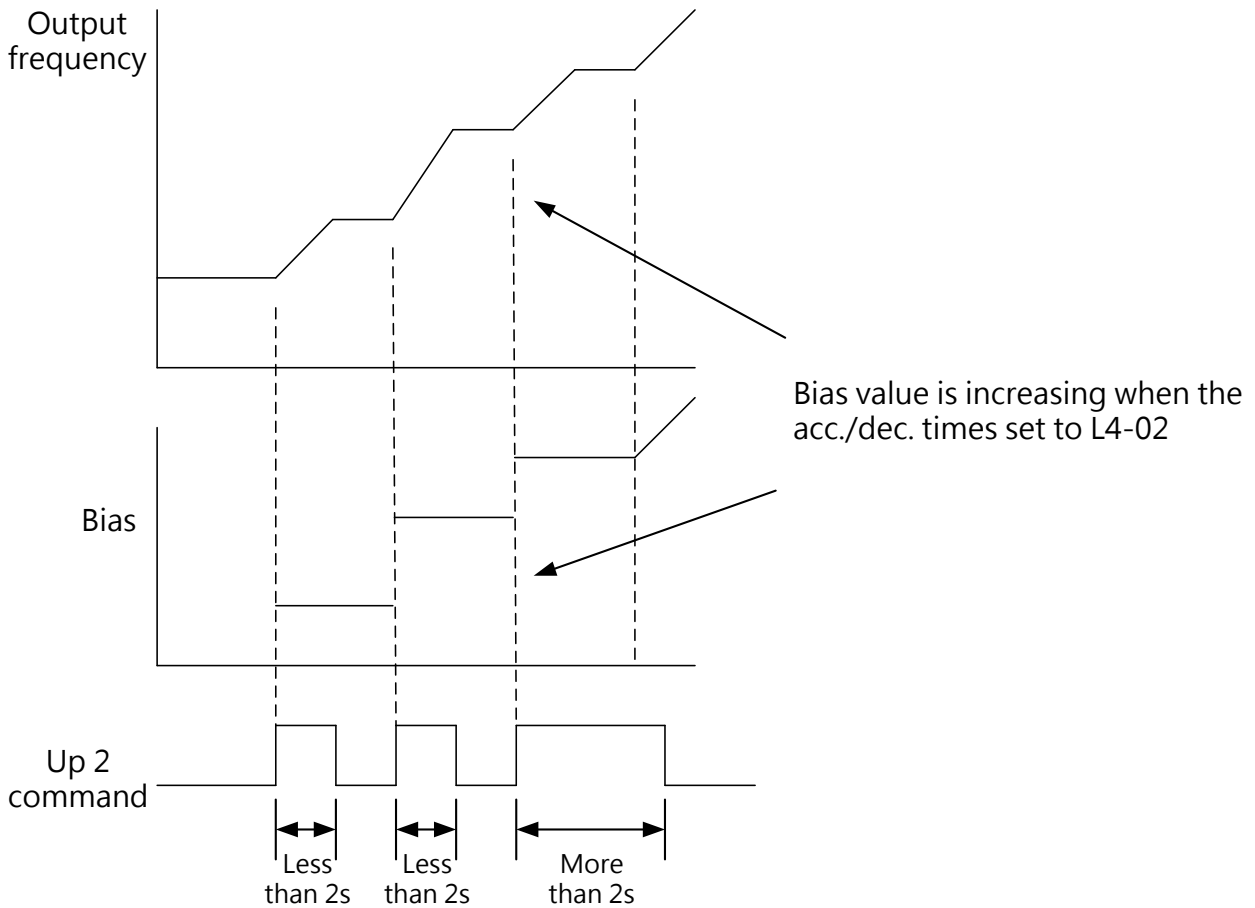 Output
frequency
Bias value is increasing when the
acc./dec. times set to L4-02
Bias
Up 2
command
Less
than 2s
Less
than 2s
More
than 2s